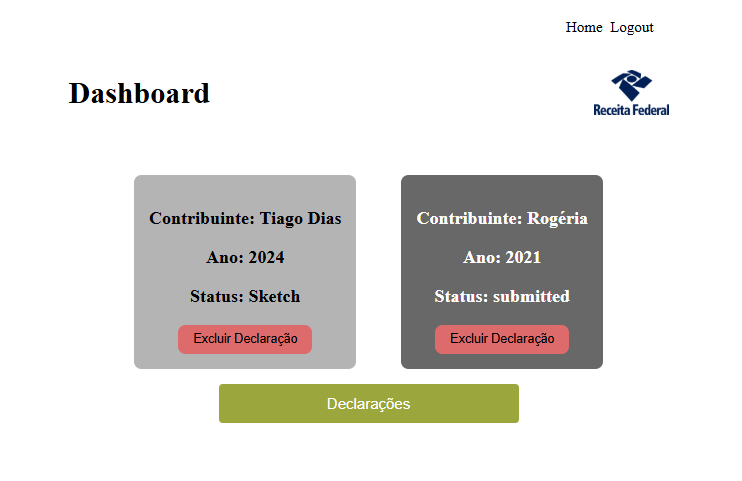 Home Logout
Dashboard
Receita Federal
Contribuinte: Tiago Dias
Ano: 2024
Status: Sketch
Excluir Declaração
Contribuinte: Rogéria
Ano: 2021
Status: submitted
Excluir Declaração
Declarações